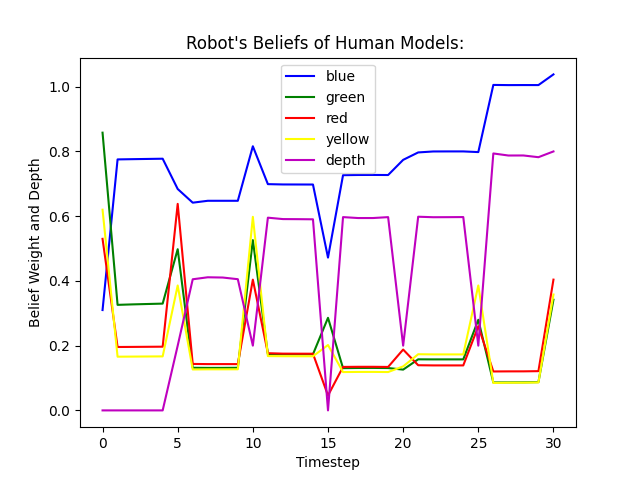 Robot's Beliefs of Human Models:
blue
green
red
yellow
depth
Belief Weight and Depth
1.0
0.8
0.6
0.4
0.2
0.0
0 5 10 15 20 25 30
Timestep